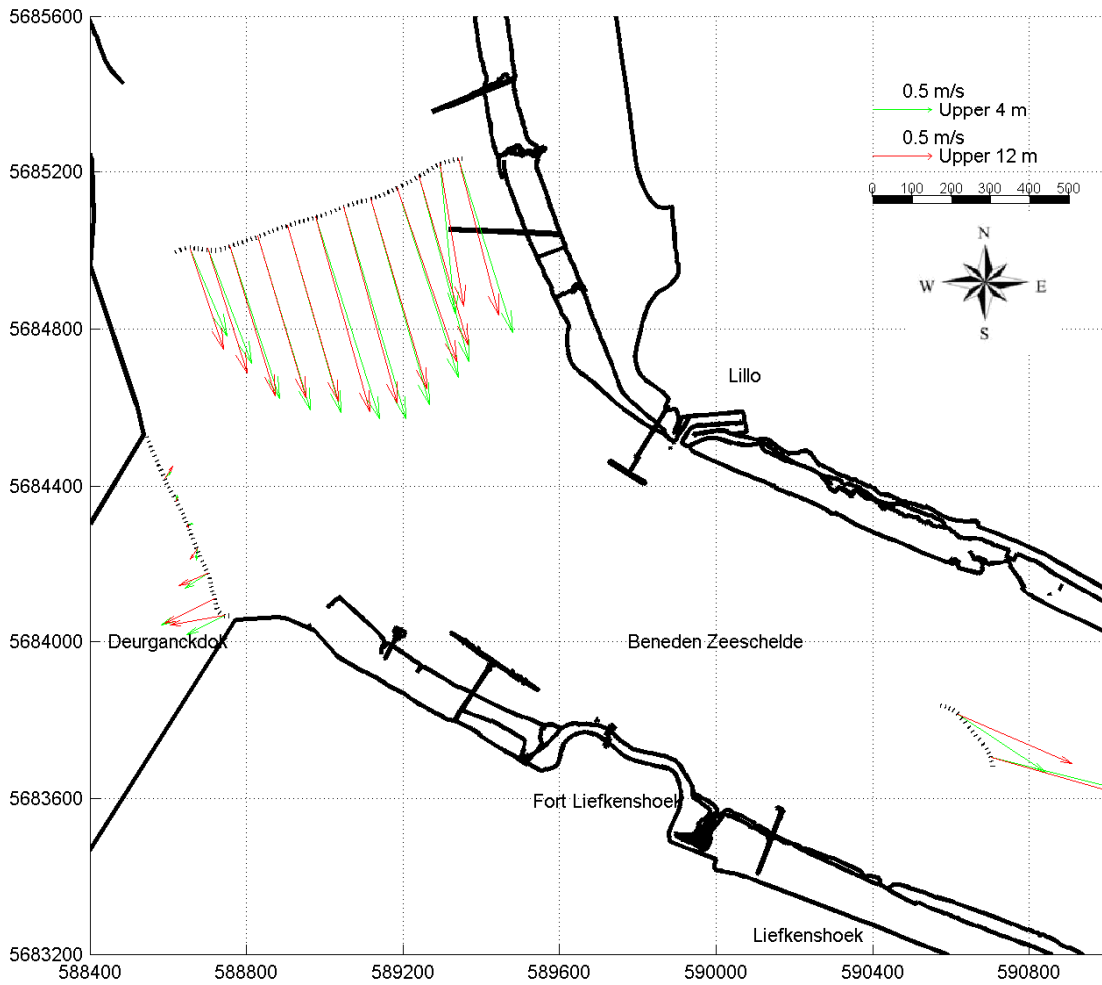 5685600
0.5 m/s
Upper 4 m
0.5 m/s
Upper 12 m
5685200
0 100 200 300 400 500
N
W E
S
5684800
Lillo
5684400
5684000
Deurganckdok
Beneden Zeeschelde
5683600
Fort Liefkenshoek
Liefkenshoek
5683200
588400 588800 589200 589600 590000 590400 590800